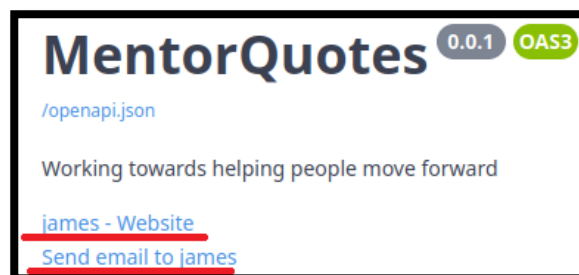 MentorQuotes 0.0.1 OAS3
/openapi.json
Working towards helping people move forward
james - Website
Send email to james